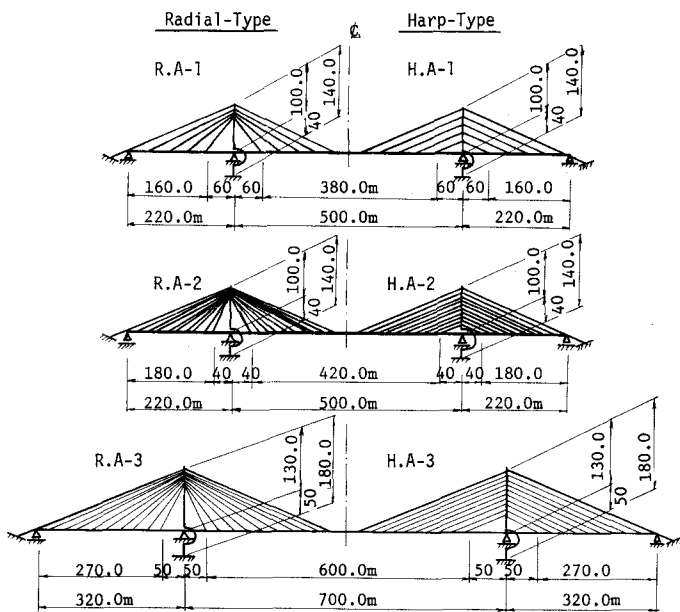 Radial-Type
Harp-Type
℄
R.A-1
H.A-1
100.0
140.0
40
100.0
140.0
40
160.0 60 60 380.0m 60 60 160.0
220.0m 500.0m 220.0m
R.A-2
H.A-2
100.0
140.0
40
100.0
140.0
40
180.0 40 40 420.0m 40 40 180.0
220.0m 500.0m 220.0m
R.A-3
H.A-3
130.0
180.0
50
130.0
180.0
50
270.0 50 50 600.0m 50 50 270.0
320.0m 700.0m 320.0m